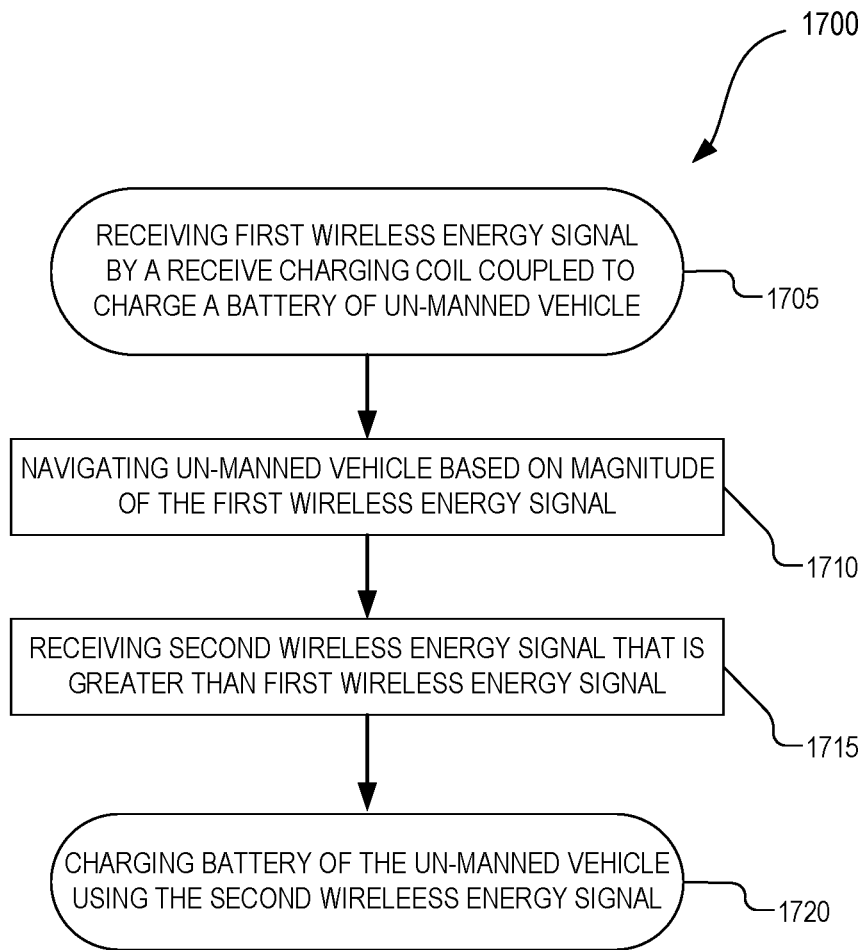 1700
RECEIVING FIRST WIRELESS ENERGY SIGNAL
BY A RECEIVE CHARGING COIL COUPLED TO
CHARGE A BATTERY OF UN-MANNED VEHICLE
1705
NAVIGATING UN-MANNED VEHICLE BASED ON MAGNITUDE
OF THE FIRST WIRELESS ENERGY SIGNAL
1710
RECEIVING SECOND WIRELESS ENERGY SIGNAL THAT IS
GREATER THAN FIRST WIRELESS ENERGY SIGNAL
1715
CHARGING BATTERY OF THE UN-MANNED VEHICLE
USING THE SECOND WIRELEESS ENERGY SIGNAL
1720